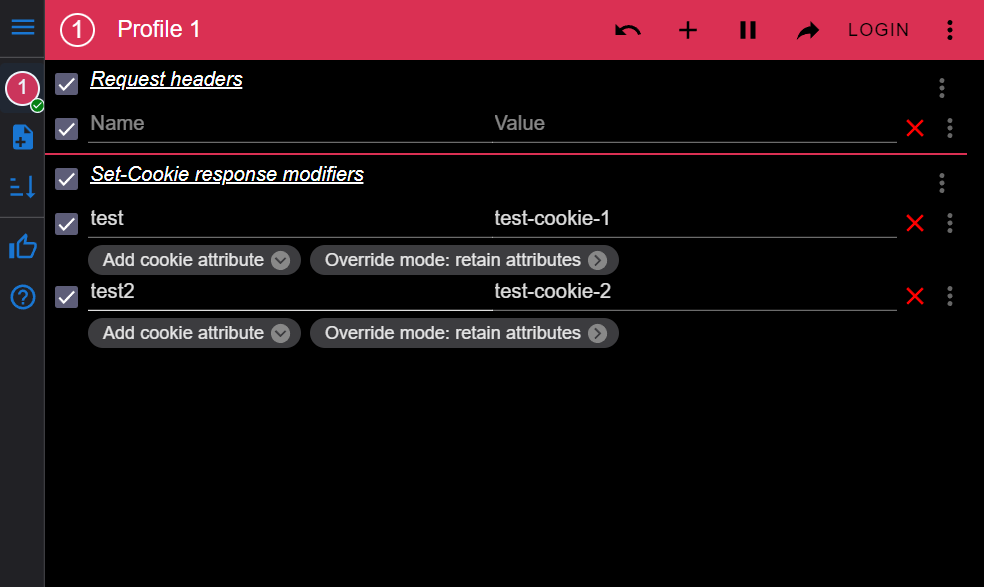 1 Profile 1 LOGIN
1
Request headers
Name Value
Set-Cookie response modifiers
test test-cookie-1
Add cookie attribute Override mode: retain attributes
test2 test-cookie-2
Add cookie attribute Override mode: retain attributes